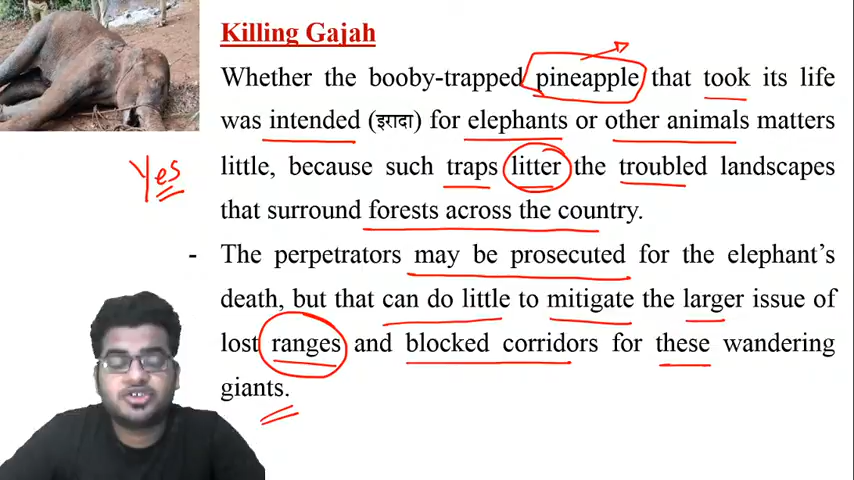 Killing Gajah
Whether the booby-trapped pineapple that took its life
was intended (इरादा) for elephants or other animals matters
little, because such traps litter the troubled landscapes
that surround forests across the country.
Yes
- The perpetrators may be prosecuted for the elephant's
death, but that can do little to mitigate the larger issue of
lost ranges and blocked corridors for these wandering
giants.